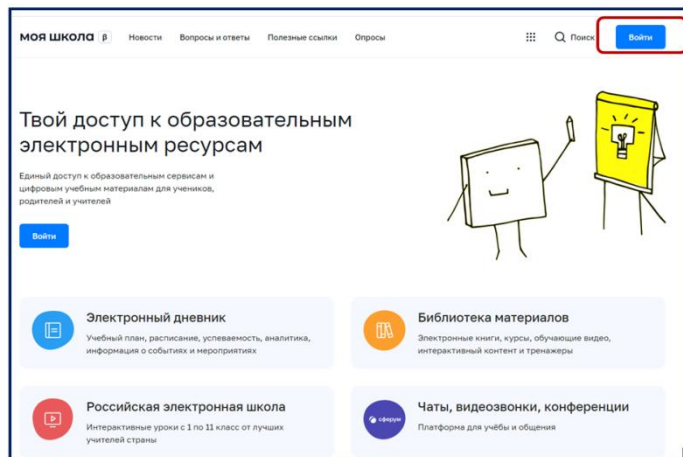 МОЯ ШКОЛА β Новости Вопросы и ответы Полезные ссылки Опросы Поиск Войти
Твой доступ к образовательным
электронным ресурсам
Единый доступ к образовательным сервисам и
цифровым учебным материалам для учеников,
родителей и учителей
Войти
Электронный дневник
Учебный план, расписание, успеваемость, аналитика,
информация о событиях и мероприятиях
Библиотека материалов
Электронные книги, курсы, обучающие видео,
интерактивный контент и тренажеры
Российская электронная школа
Интерактивные уроки с 1 по 11 класс от лучших
учителей страны
сферум
Чаты, видеозвонки, конференции
Платформа для учёбы и общения